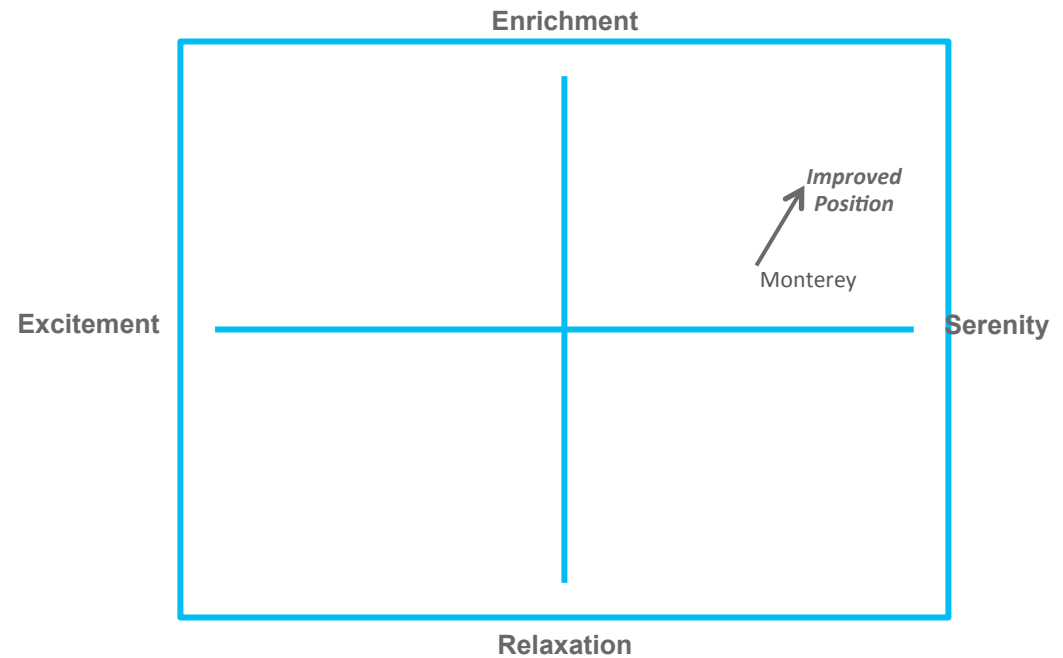 Enrichment
Improved
Position
Monterey
Excitement
Serenity
Relaxation